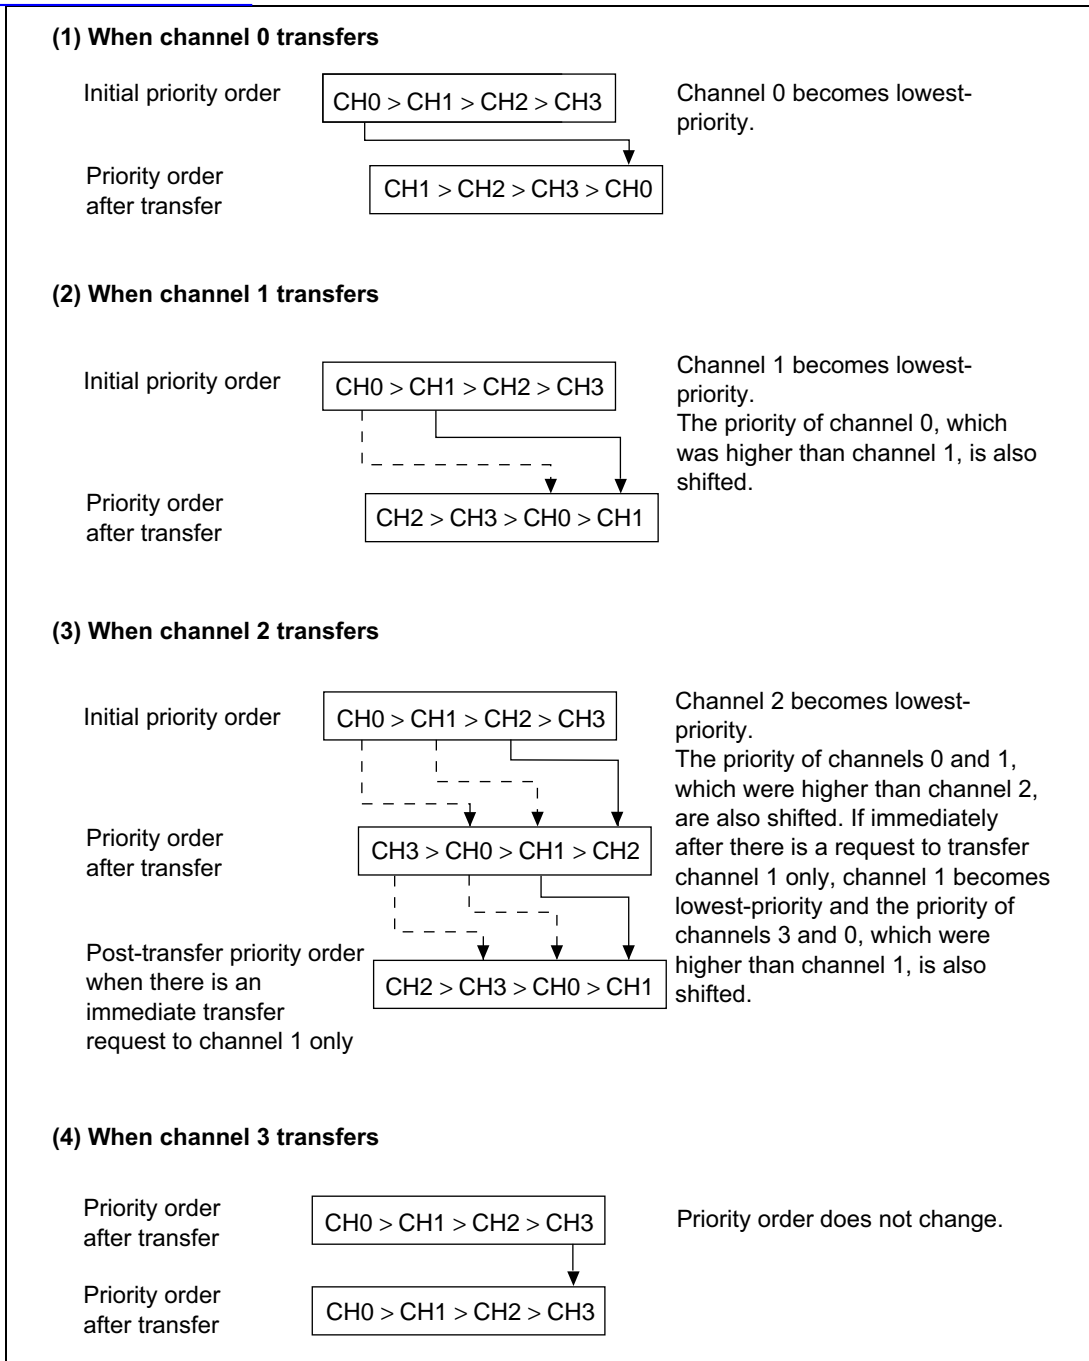 (1) When channel 0 transfers
Initial priority order
CH0 > CH1 > CH2 > CH3
Channel 0 becomes lowest-
priority.
Priority order
after transfer
CH1 > CH2 > CH3 > CH0
(2) When channel 1 transfers
Initial priority order
CH0 > CH1 > CH2 > CH3
Channel 1 becomes lowest-
priority.
The priority of channel 0, which
was higher than channel 1, is also
shifted.
Priority order
after transfer
CH2 > CH3 > CH0 > CH1
(3) When channel 2 transfers
Initial priority order
CH0 > CH1 > CH2 > CH3
Channel 2 becomes lowest-
priority.
The priority of channels 0 and 1,
which were higher than channel 2,
are also shifted. If immediately
after there is a request to transfer
channel 1 only, channel 1 becomes
lowest-priority and the priority of
channels 3 and 0, which were
higher than channel 1, is also
shifted.
Priority order
after transfer
CH3 > CH0 > CH1 > CH2
Post-transfer priority order
when there is an
immediate transfer
request to channel 1 only
CH2 > CH3 > CH0 > CH1
(4) When channel 3 transfers
Priority order
after transfer
CH0 > CH1 > CH2 > CH3
Priority order does not change.
Priority order
after transfer
CH0 > CH1 > CH2 > CH3